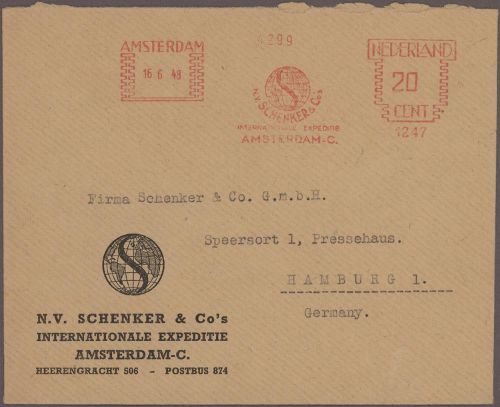 4299
AMSTERDAM
16.6 48
N.V. SCHENKER & Co's
INTERNATIONALE EXPEDITIE
AMSTERDAM-C.
NEDERLAND
20
CENT
1247
Firma Schenker & Co. G.m.b.H.
Speersort 1, Pressehaus.
HAMBURG 1.
Germany.
S
N.V. SCHENKER & Co's
INTERNATIONALE EXPEDITIE
AMSTERDAM-C.
HEERENGRACHT 506 - POSTBUS 874